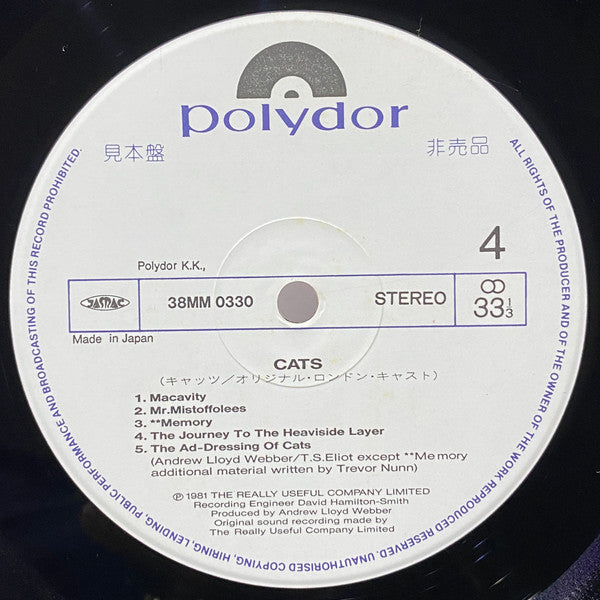 polydor
見本盤
非売品
4
Polydor K.K.,
JASRAC
38MM 0330
STEREO
33 1/3
Made in Japan
CATS
(キャッツ/オリジナル・ロンドン・キャスト)
1. Macavity
2. Mr.Mistoffolees
3. **Memory
4. The Journey To The Heaviside Layer
5. The Ad-Dressing Of Cats
(Andrew Lloyd Webber/T.S.Eliot except **Memory
additional material written by Trevor Nunn)
℗ 1981 THE REALLY USEFUL COMPANY LIMITED
Recording Engineer David Hamilton-Smith
Produced by Andrew Lloyd Webber
Original sound recording made by
The Really Useful Company Limited
ALL RIGHTS OF THE PRODUCER AND OF THE OWNER OF THE WORK REPRODUCED RESERVED. UNAUTHORISED COPYING, HIRING, LENDING, PUBLIC PERFORMANCE AND BROADCASTING OF THIS RECORD PROHIBITED.